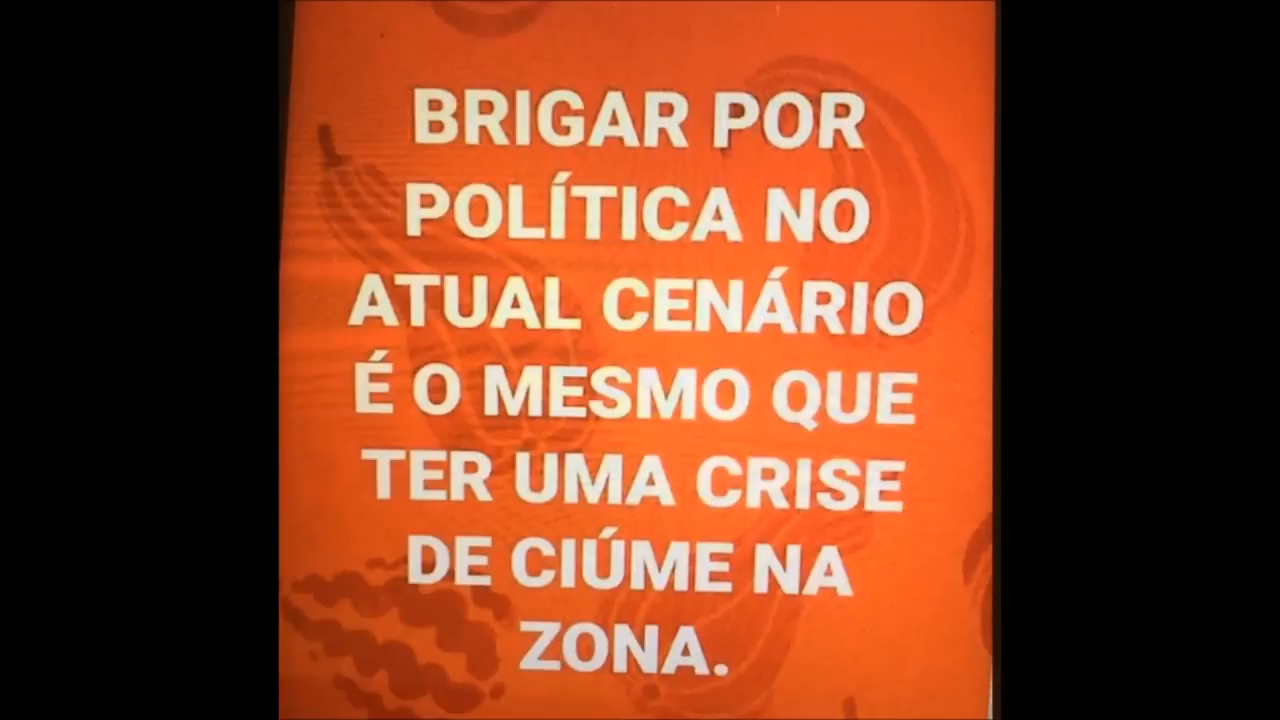 BRIGAR POR
POLÍTICA NO
ATUAL CENÁRIO
É O MESMO QUE
TER UMA CRISE
DE CIÚME NA
ZONA.